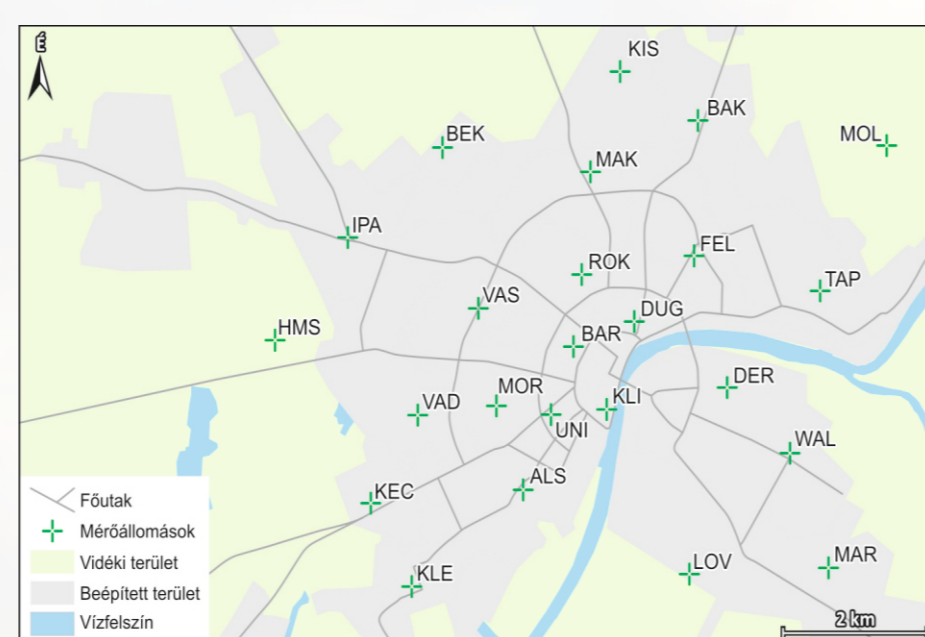 É
KIS
BAK
BEK
MOL
MAK
IPA
FEL
ROK
TAP
VAS
DUG
HMS
BAR
DER
MOR
VAD
KLI
UNI
WAL
ALS
KEC
MAR
LOV
KLE
Főutak
Mérőállomások
Vidéki terület
Beépített terület
Vízfelszín
2 km